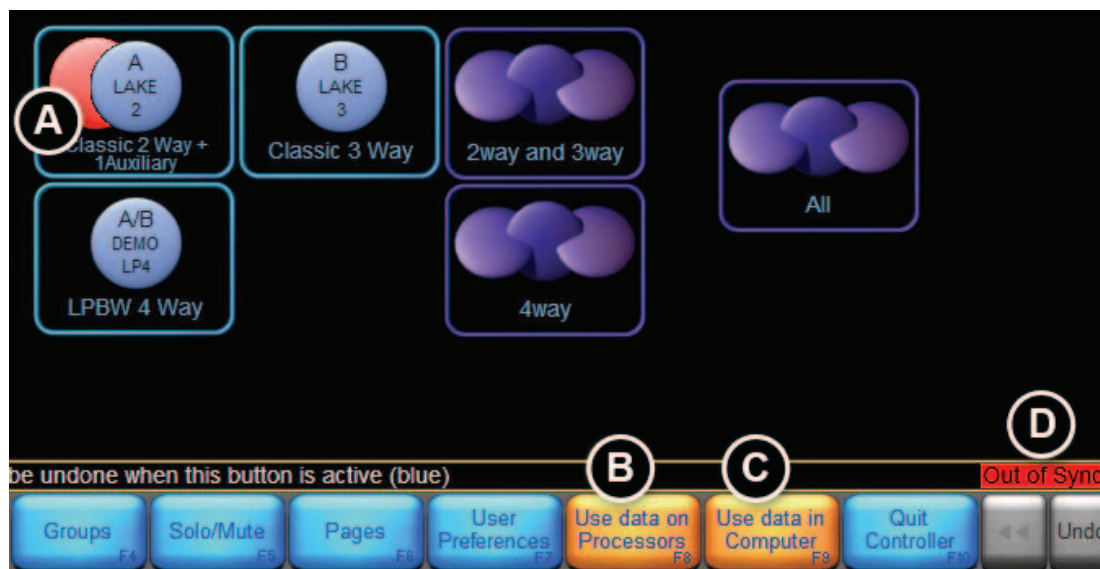 A
LAKE
2
Classic 2 Way +
1Auxiliary
A
B
LAKE
3
Classic 3 Way
2way and 3way
All
A/B
DEMO
LP4
LPBW 4 Way
4way
D
B
C
be undone when this button is active (blue)
Out of Sync
Groups
F4
Solo/Mute
F5
Pages
F6
User
Preferences
F7
Use data on
Processors
F8
Use data in
Computer
F9
Quit
Controller
F10
Undo